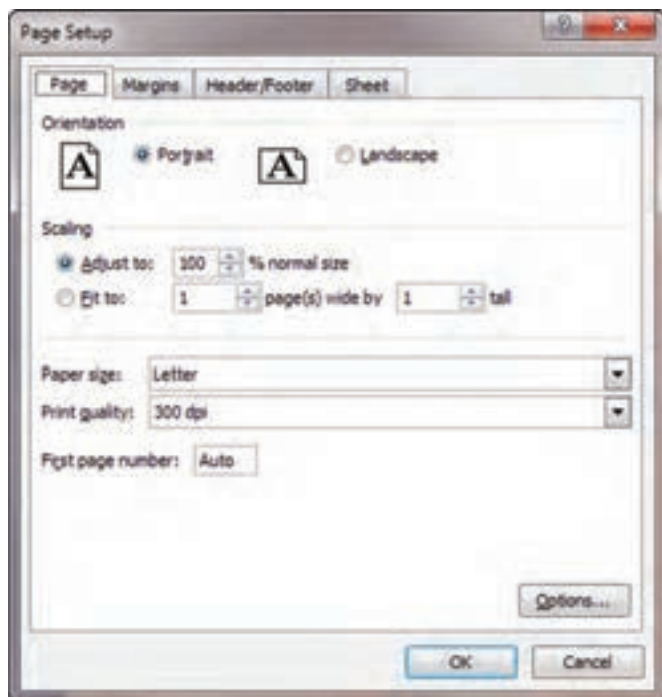 Page Setup
Page Margins Header/Footer Sheet
Orientation
A Portrait A Landscape
Scaling
Adjust to: 100 % normal size
Fit to: 1 page(s) wide by 1 tall
Paper size: Letter
Print quality: 300 dpi
First page number: Auto
Options...
OK Cancel